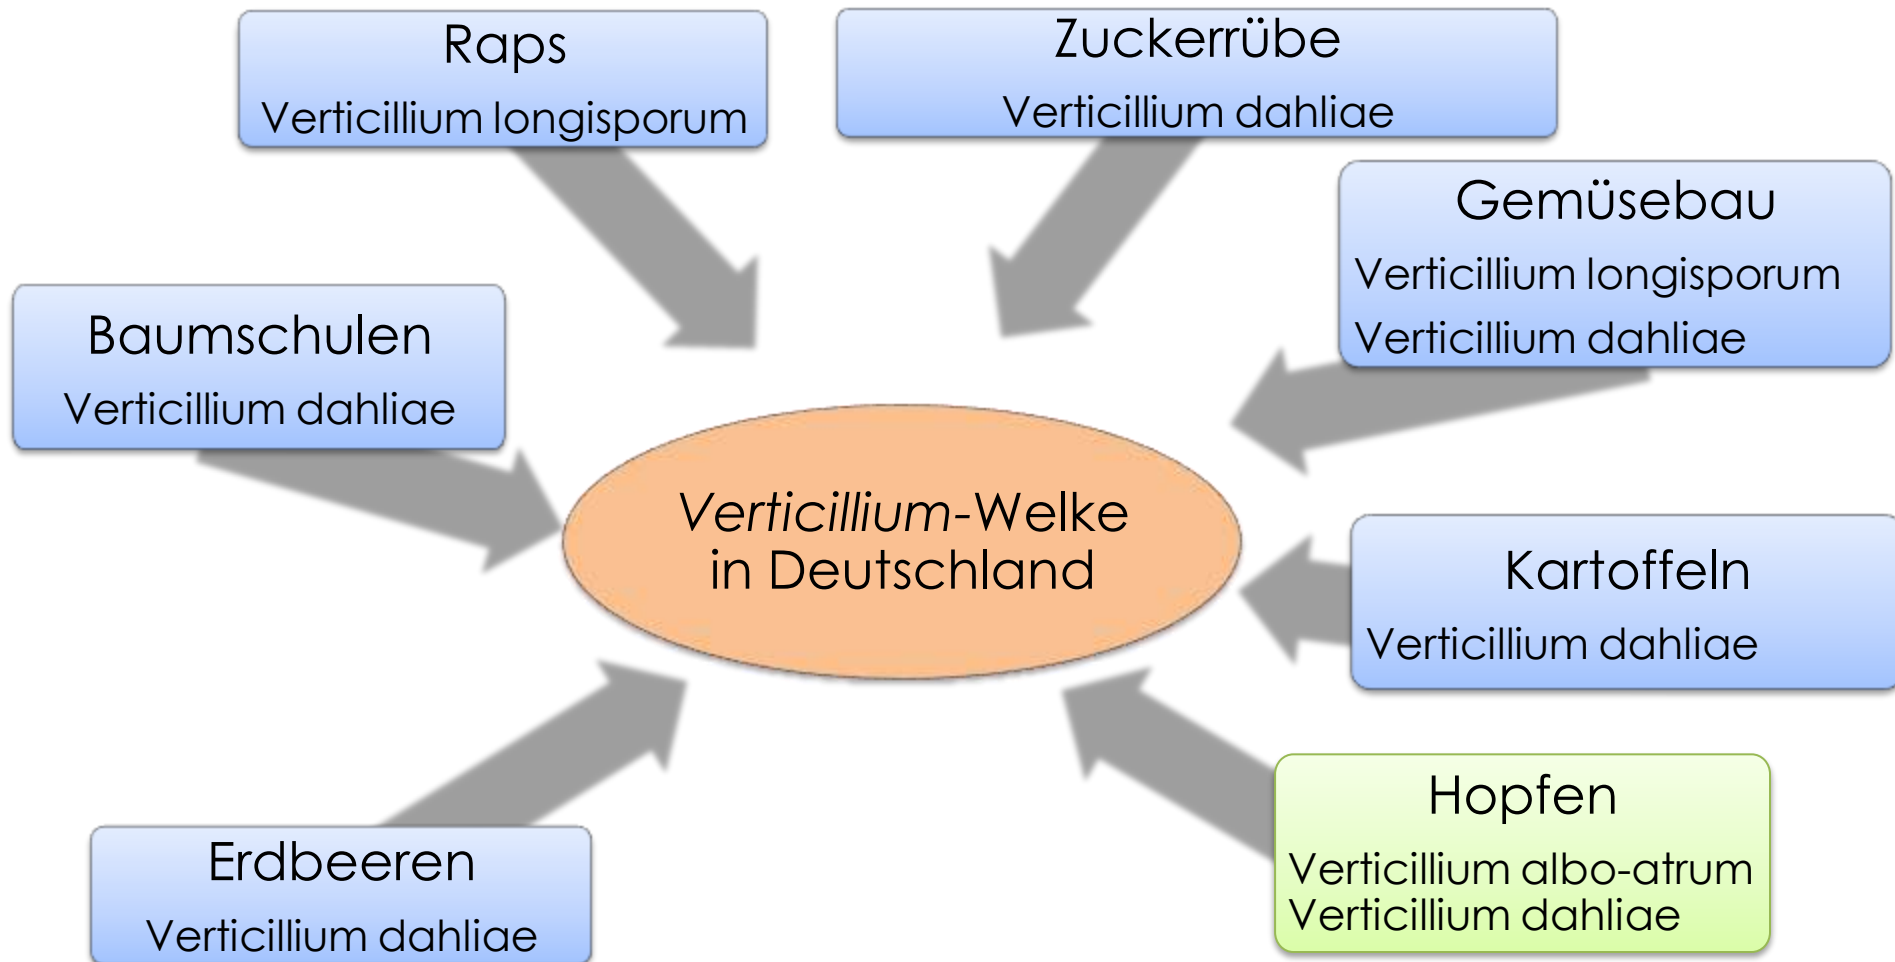 Raps
Verticillium longisporum
Zuckerrübe
Verticillium dahliae
Gemüsebau
Verticillium longisporum
Verticillium dahliae
Baumschulen
Verticillium dahliae
Verticillium-Welke
in Deutschland
Kartoffeln
Verticillium dahliae
Hopfen
Verticillium albo-atrum
Verticillium dahliae
Erdbeeren
Verticillium dahliae